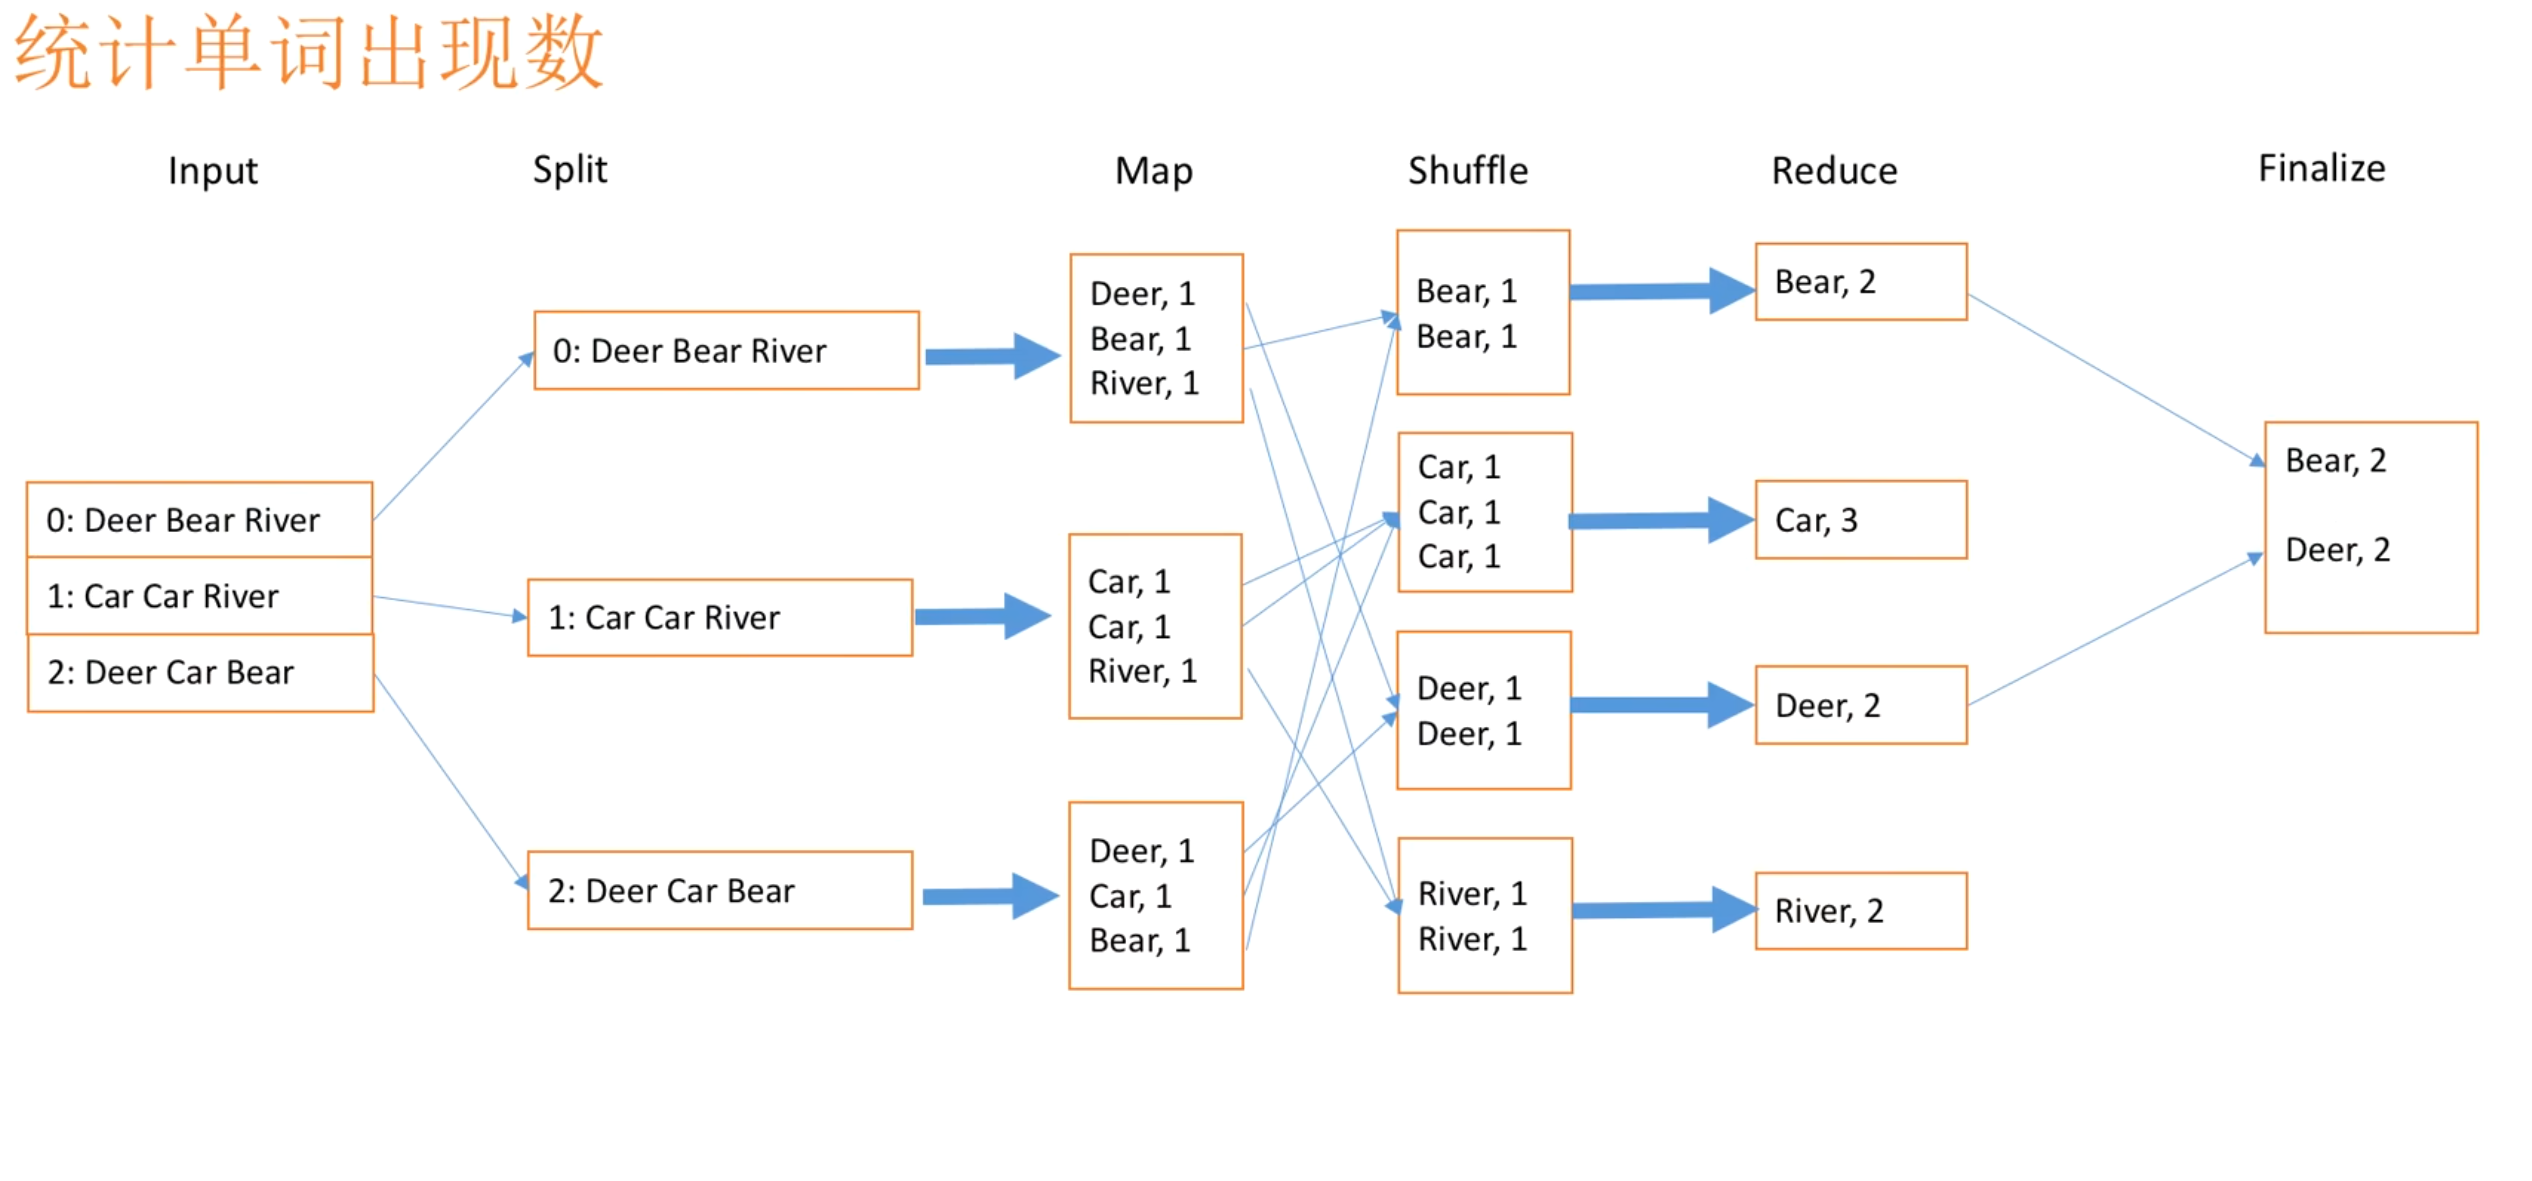 统计单词出现数
Input
Split
Map
Shuffle
Reduce
Finalize
0: Deer Bear River
1: Car Car River
2: Deer Car Bear
0: Deer Bear River
1: Car Car River
2: Deer Car Bear
Deer, 1
Bear, 1
River, 1
Car, 1
Car, 1
River, 1
Deer, 1
Car, 1
Bear, 1
Bear, 1
Bear, 1
Car, 1
Car, 1
Car, 1
Deer, 1
Deer, 1
River, 1
River, 1
Bear, 2
Car, 3
Deer, 2
River, 2
Bear, 2
Deer, 2